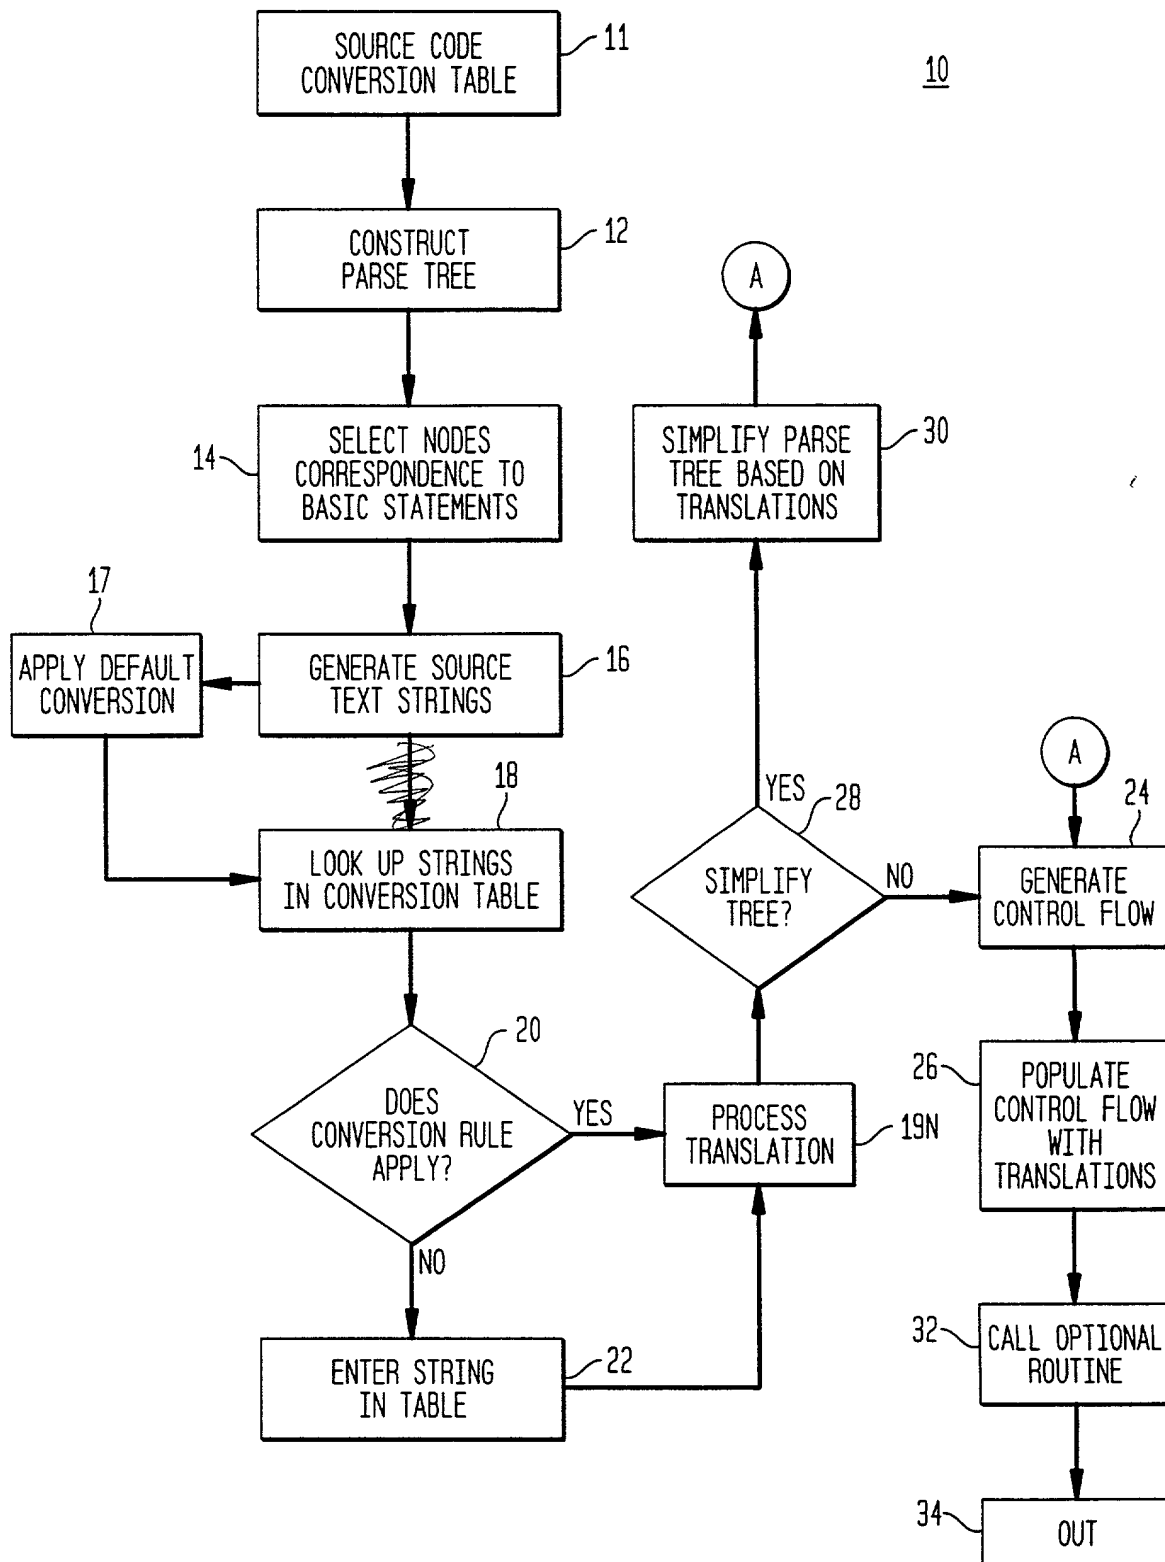 SOURCE CODE
CONVERSION TABLE
11
10
CONSTRUCT
PARSE TREE
12
A
SELECT NODES
CORRESPONDENCE TO
BASIC STATEMENTS
14
SIMPLIFY PARSE
TREE BASED ON
TRANSLATIONS
30
17
APPLY DEFAULT
CONVERSION
GENERATE SOURCE
TEXT STRINGS
16
A
18
LOOK UP STRINGS
IN CONVERSION TABLE
YES
28
SIMPLIFY
TREE?
NO
24
GENERATE
CONTROL FLOW
20
DOES
CONVERSION RULE
APPLY?
YES
NO
PROCESS
TRANSLATION
19N
26
POPULATE
CONTROL FLOW
WITH
TRANSLATIONS
ENTER STRING
IN TABLE
22
32
CALL OPTIONAL
ROUTINE
34
OUT